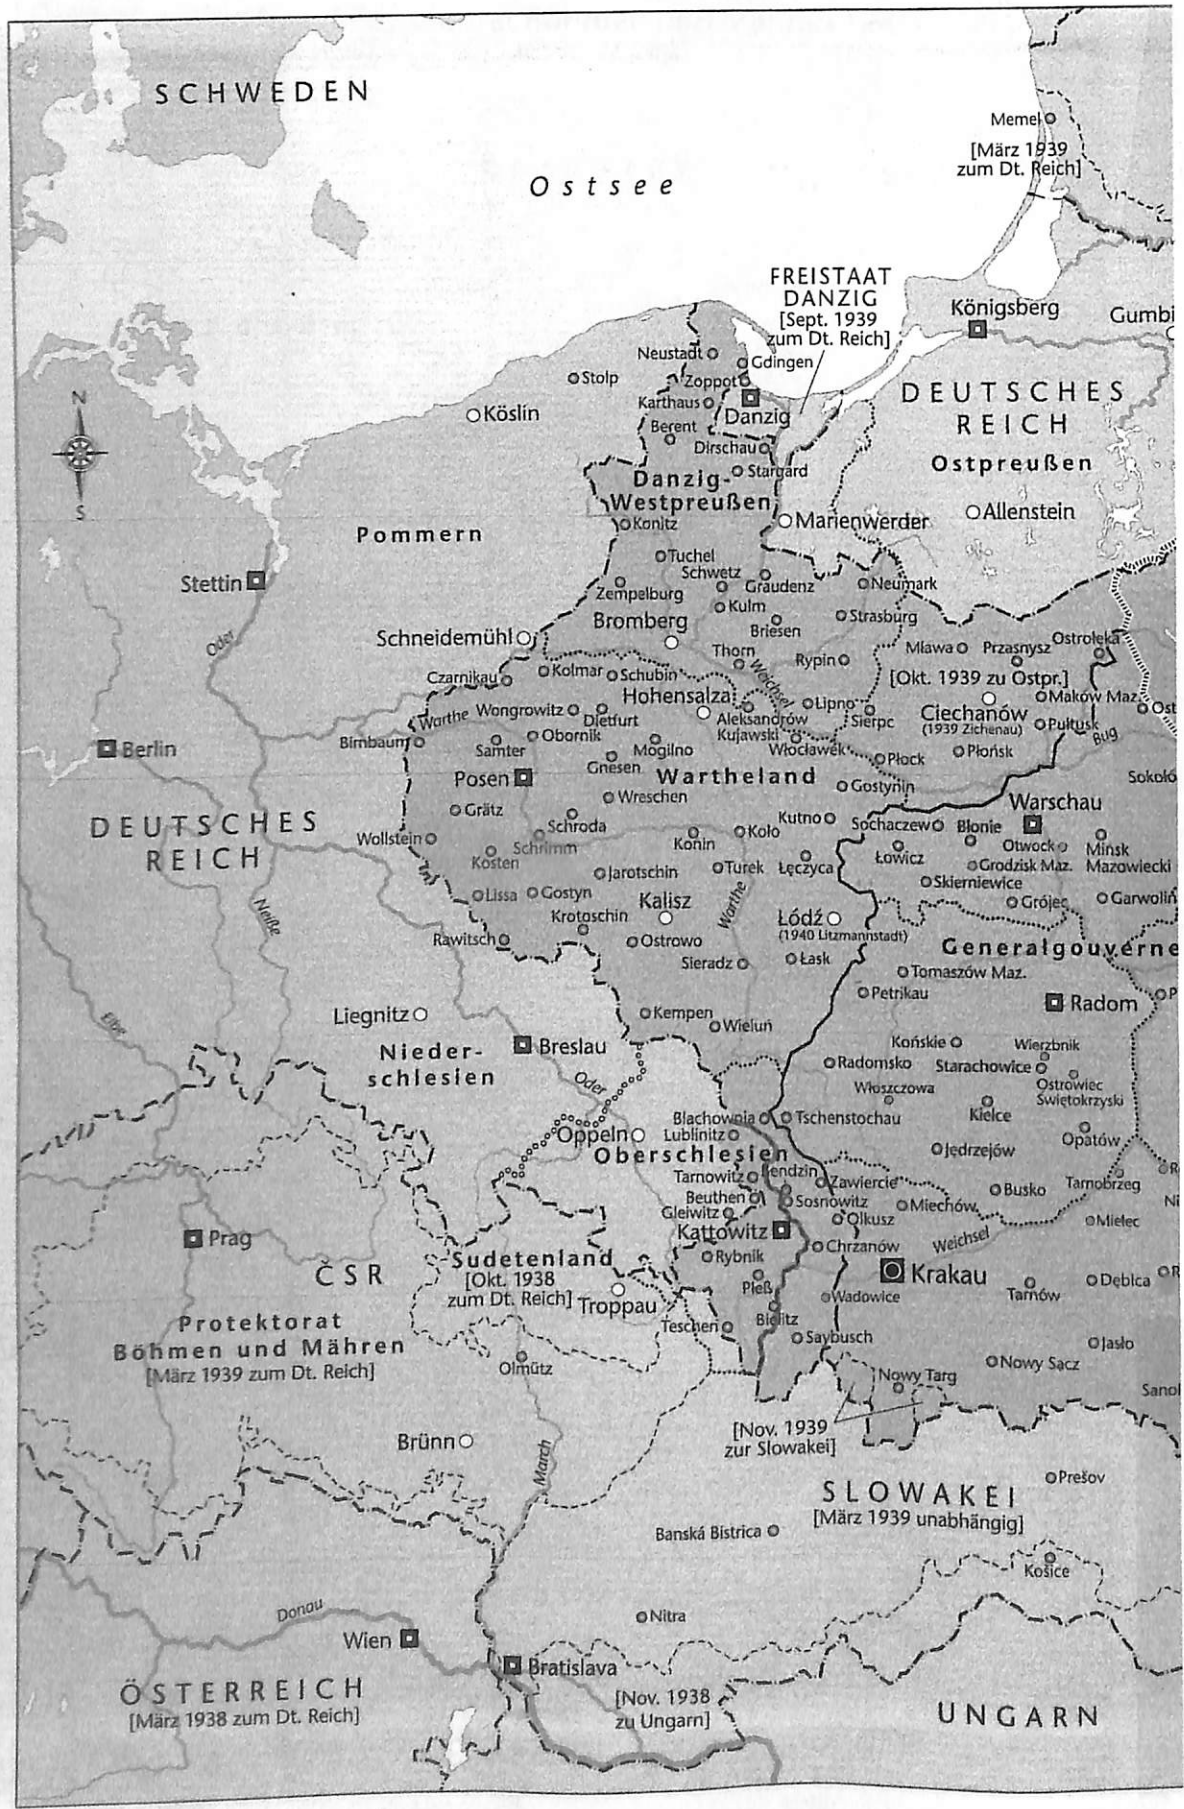 SCHWEDEN
Ostsee
Memel
[März 1939
zum Dt. Reich]
FREISTAAT
DANZIG
[Sept. 1939
zum Dt. Reich]
Königsberg
Gumbi
Neustadt
Gdingen
Stolp
Zoppot
Köslin
Karthaus
Danzig
DEUTSCHES
REICH
Ostpreußen
Berent
Dirschau
Stargard
Danzig-
Westpreußen
N
S
Marienwerder
Allenstein
Konitz
Pommern
Tuchel
Schwetz
Graudenz
Neumark
Stettin
Zempelburg
Kulm
Strasburg
Briesen
Bromberg
Schneidemühl
Oder
Thorn
Rypin
Mława
Przasnysz
Ostrołęka
Weichsel
[Okt. 1939 zu Ostpr.]
Czarnikau
Kolmar
Schubin
Hohensalza
Lipno
Sierpc
Ciechanów
(1939 Zichenau)
Maków Maz.
Ost
Warthe
Wongrowitz
Dietfurt
Aleksandrów
Kujawski
Pułtusk
Bug
Birnbaum
Samter
Obornik
Mogilno
Włocławek
Płock
Płońsk
Berlin
Gnesen
Posen
Wartheland
Sokoło
Wreschen
Gostynin
Grätz
Warschau
DEUTSCHES
REICH
Wollstein
Schroda
Schrimm
Konin
Koło
Kutno
Sochaczew
Błonie
Kosten
Łowicz
Otwock
Mińsk
Mazowiecki
Jarotschin
Turek
Łęczyca
Grodzisk Maz.
Skierniewice
Lissa
Gostyn
Kalisz
Warthe
Grójec
Garwolin
Neiße
Krotoschin
Łódź
(1940 Litzmannstadt)
Rawitsch
Ostrowo
Generalgouverne
Sieradz
Łask
Tomaszów Maz.
Petrikau
Radom
P
Elbe
Liegnitz
Kempen
Wieluń
Nieder-
schlesien
Breslau
Końskie
Wierzbnik
Radomsko
Starachowice
Oder
Włoszczowa
Ostrowiec
Świętokrzyski
Kielce
Blachownia
Tschenstochau
Oppeln
Lublinitz
Opatów
Oberschlesien
Jędrzejów
Tarnowitz
Bendzin
Zawiercie
Busko
Tarnobrzeg
R
Beuthen
Sosnowitz
Miechów
Ni
Gleiwitz
Olkusz
Mielec
Prag
Kattowitz
Weichsel
Chrzanów
ČSR
Sudetenland
[Okt. 1938
zum Dt. Reich]
Rybnik
Krakau
Dębica
R
Pleß
Tarnów
Troppau
Wadowice
Protektorat
Böhmen und Mähren
[März 1939 zum Dt. Reich]
Teschen
Bielitz
Saybusch
Jasło
Olmütz
Nowy Sącz
Nowy Targ
Sanok
[Nov. 1939
zur Slowakei]
Brünn
March
Prešov
SLOWAKEI
[März 1939 unabhängig]
Banská Bistrica
Košice
Donau
Nitra
Wien
Bratislava
ÖSTERREICH
[März 1938 zum Dt. Reich]
[Nov. 1938
zu Ungarn]
UNGARN